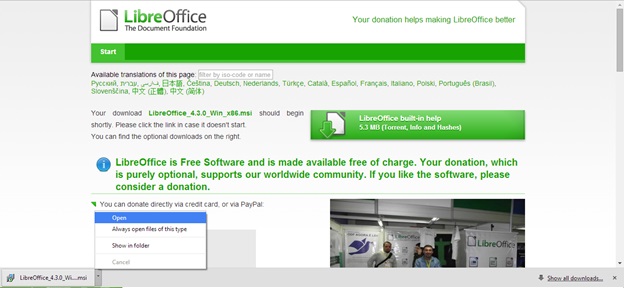 LibreOffice
The Document Foundation
Your donation helps making LibreOffice better
Start
Available translations of this page: filter by iso-code or name
Русский, עברית, فارسی, 日本語, Čeština, Deutsch, Nederlands, Türkçe, Català, Español, Français, Italiano, Polski, Português (Brasil),
Slovenščina, 中文 (正體), 中文 (简体)
Your download LibreOffice_4.3.0_Win_x86.msi should begin
shortly. Please click the link in case it doesn't start.
You can find the optional downloads on the right.
LibreOffice built-in help
5.3 MB (Torrent, Info and Hashes)
LibreOffice is Free Software and is made available free of charge. Your donation, which
is purely optional, supports our worldwide community. If you like the software, please
consider a donation.
You can donate directly via credit card, or via PayPal:
Open
Always open files of this type
Show in folder
Cancel
LibreOffice
LibreOffice_4.3.0_Wi....msi
Show all downloads...